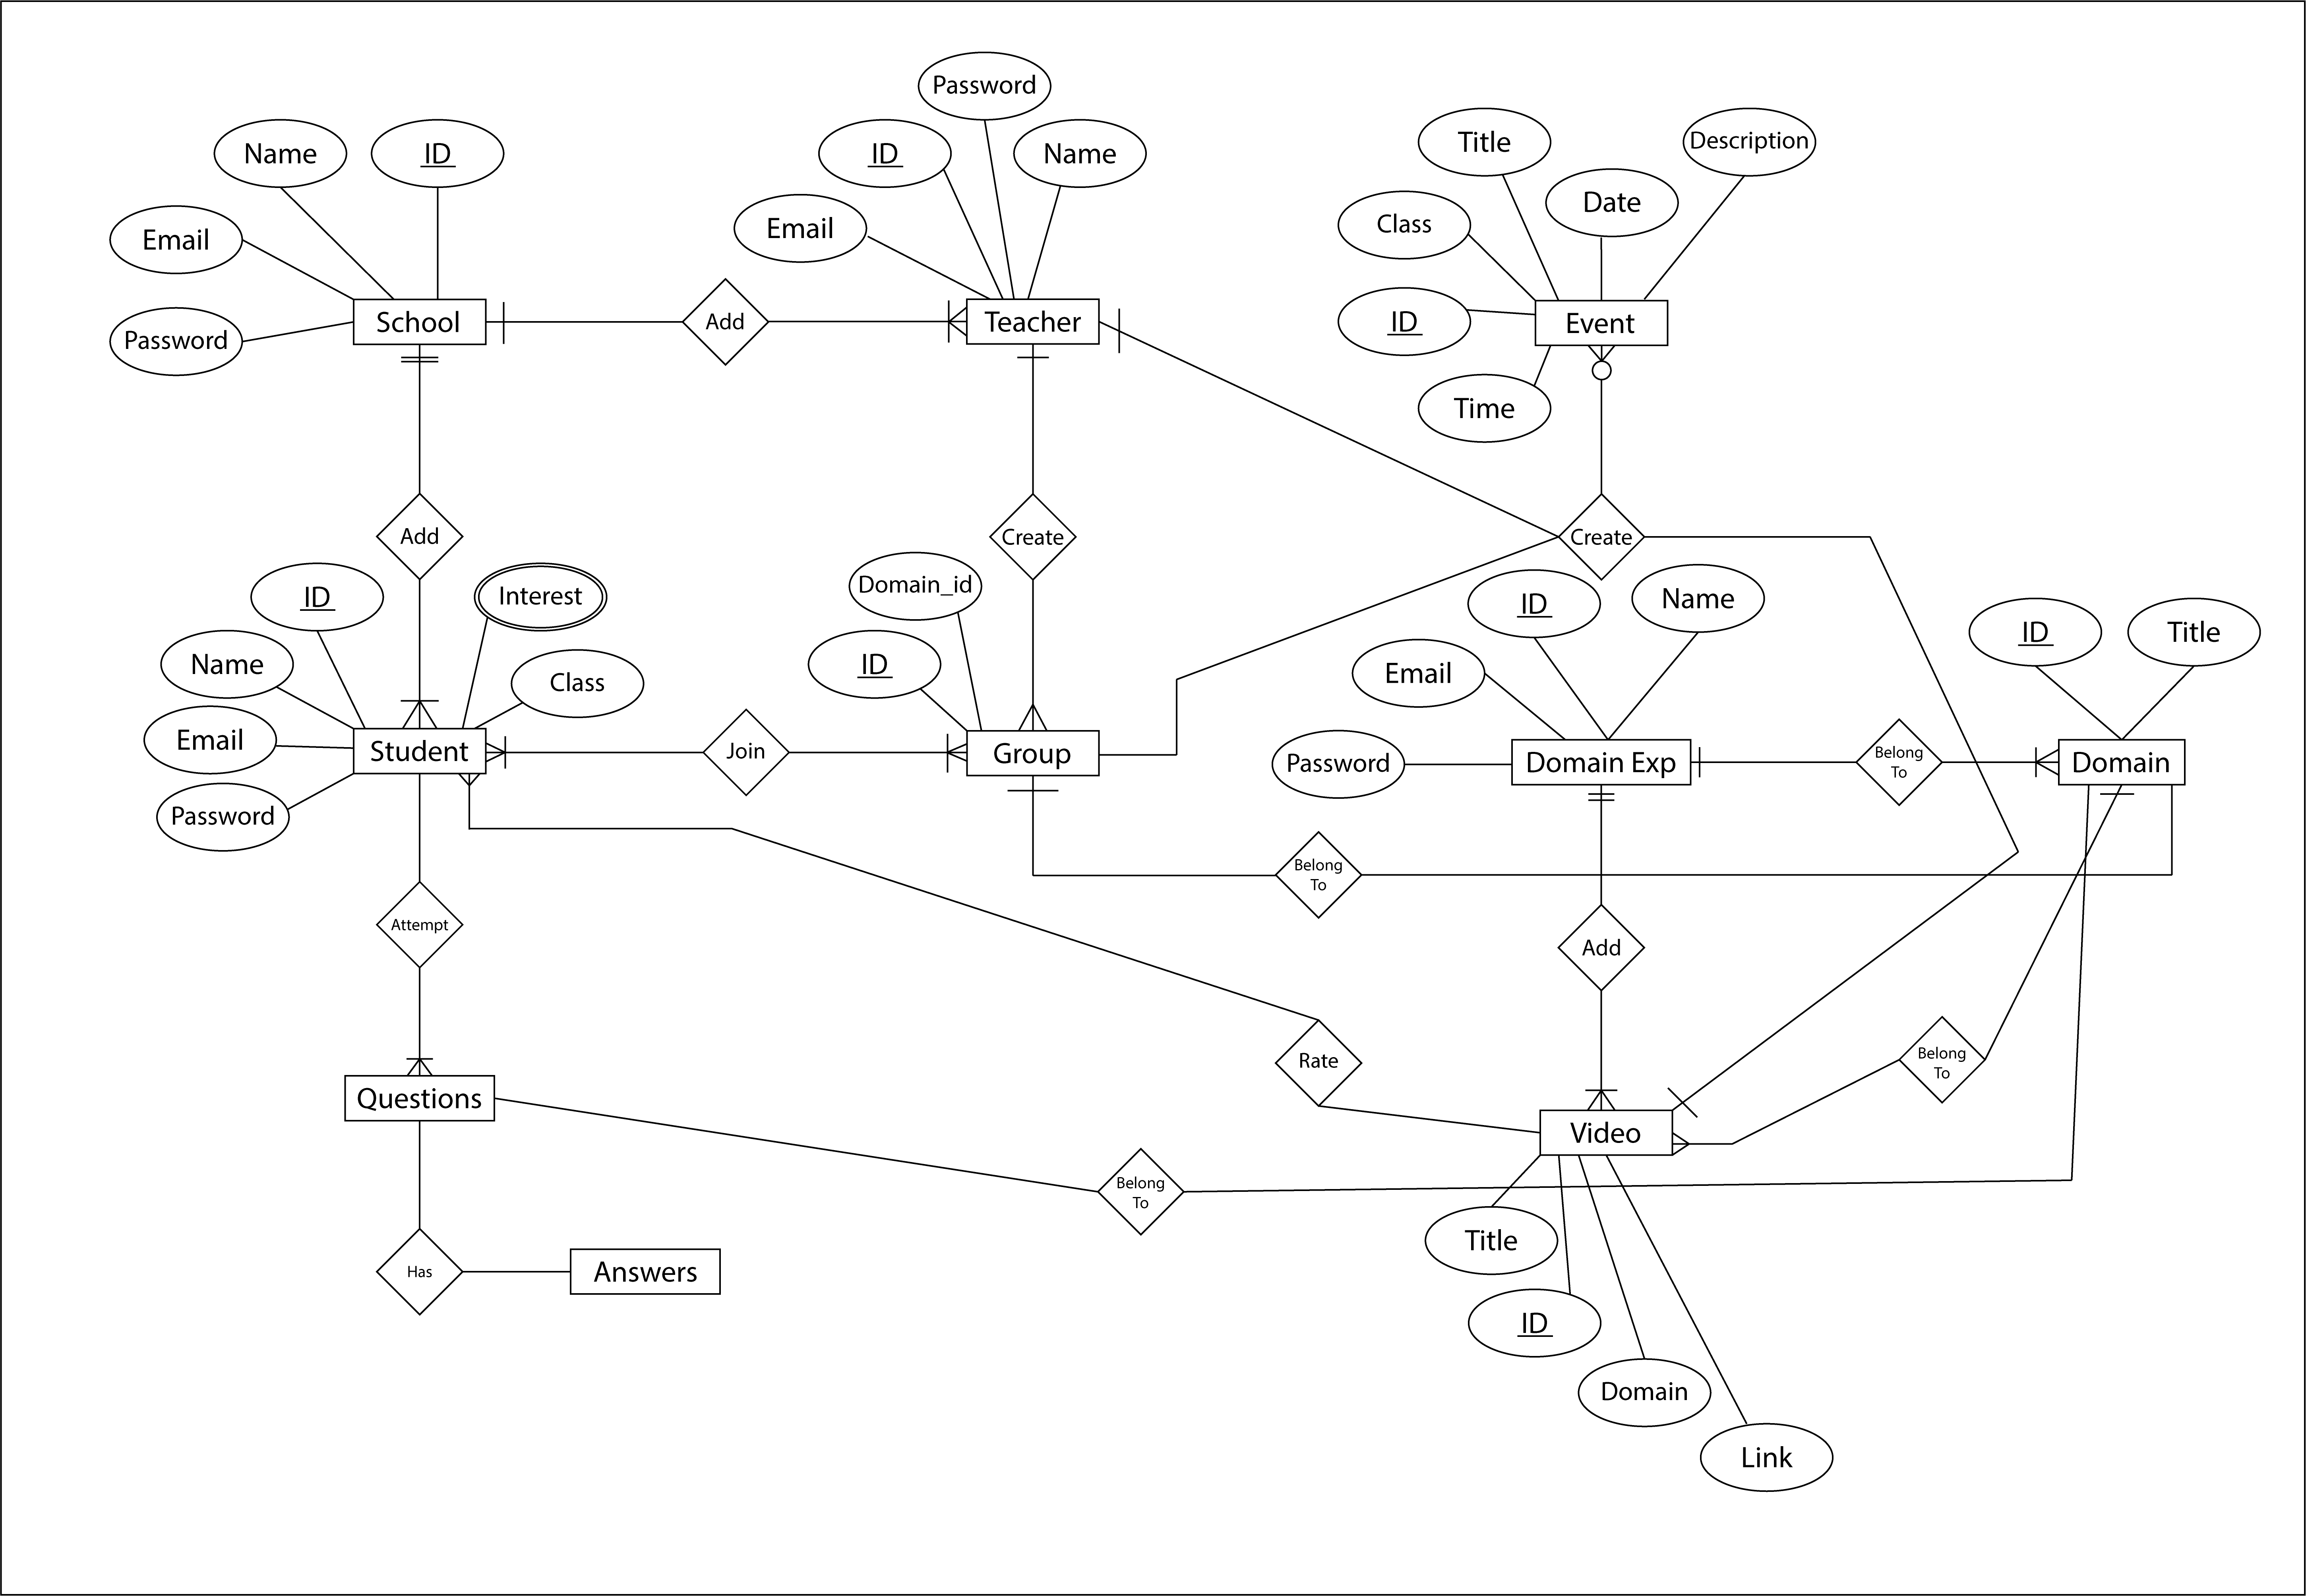 Password
Name
ID
ID
Name
Title
Description
Email
Email
Class
Date
Password
ID
School
Add
Teacher
Event
Time
Add
Create
Create
ID
Interest
Domain_id
ID
Name
ID
Title
Name
Class
ID
Email
Email
Student
Join
Group
Password
Domain Exp
Belong
To
Domain
Password
Belong
To
Attempt
Add
Rate
Belong
To
Questions
Video
Belong
To
Title
Has
Answers
ID
Domain
Link